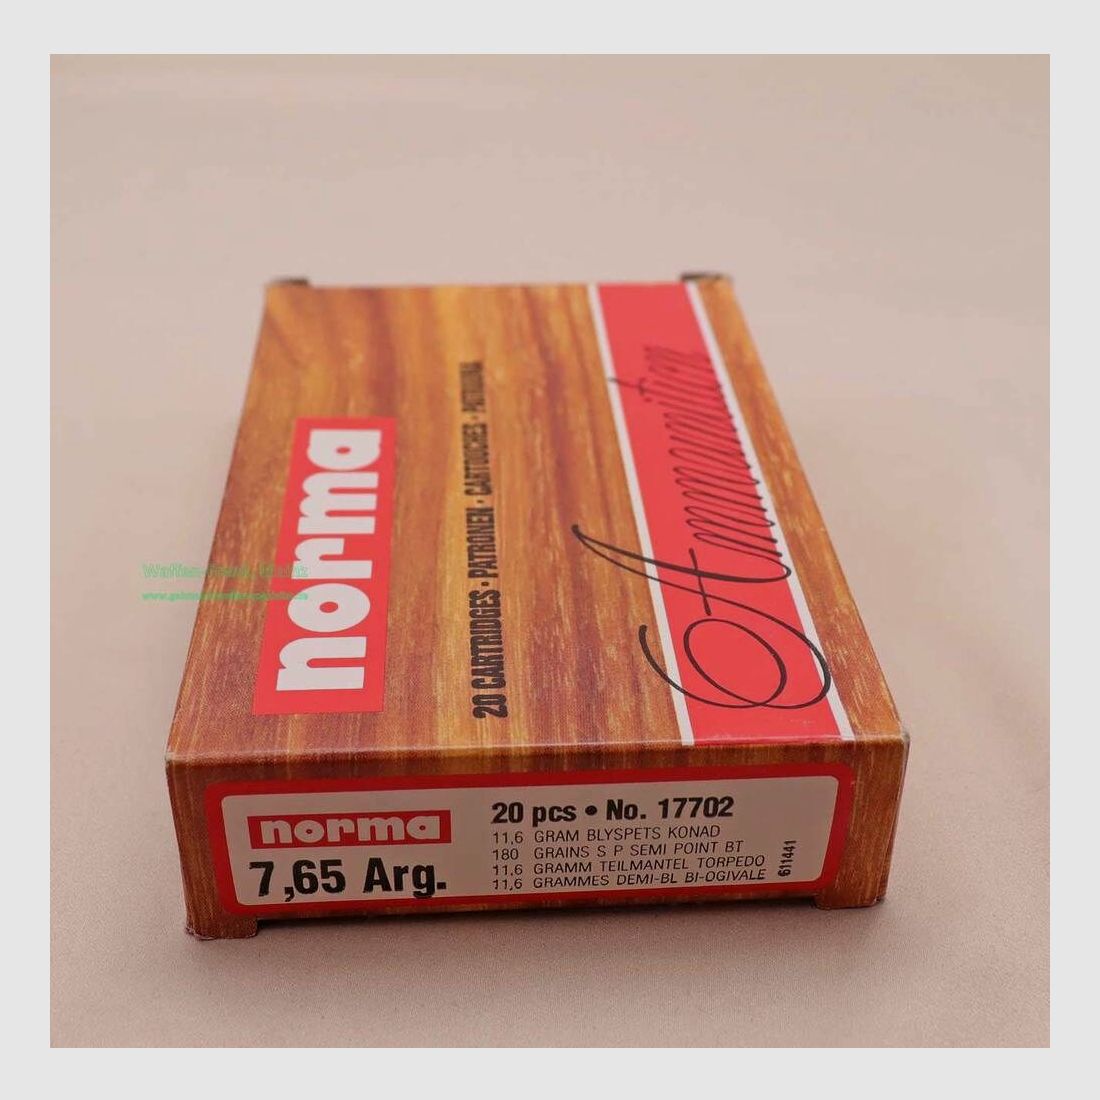 norma
20 CARTRIDGES · PATRONEN · CARTOUCHES · PATRONA
Ammunition
norma
7,65 Arg.
20 pcs • No. 17702
11,6 GRAM BLYSPETS KONAD
180 GRAINS S P SEMI POINT BT
11,6 GRAMM TEILMANTEL TORPEDO
11,6 GRAMMES DEMI-BL BI-OGIVALE
611441